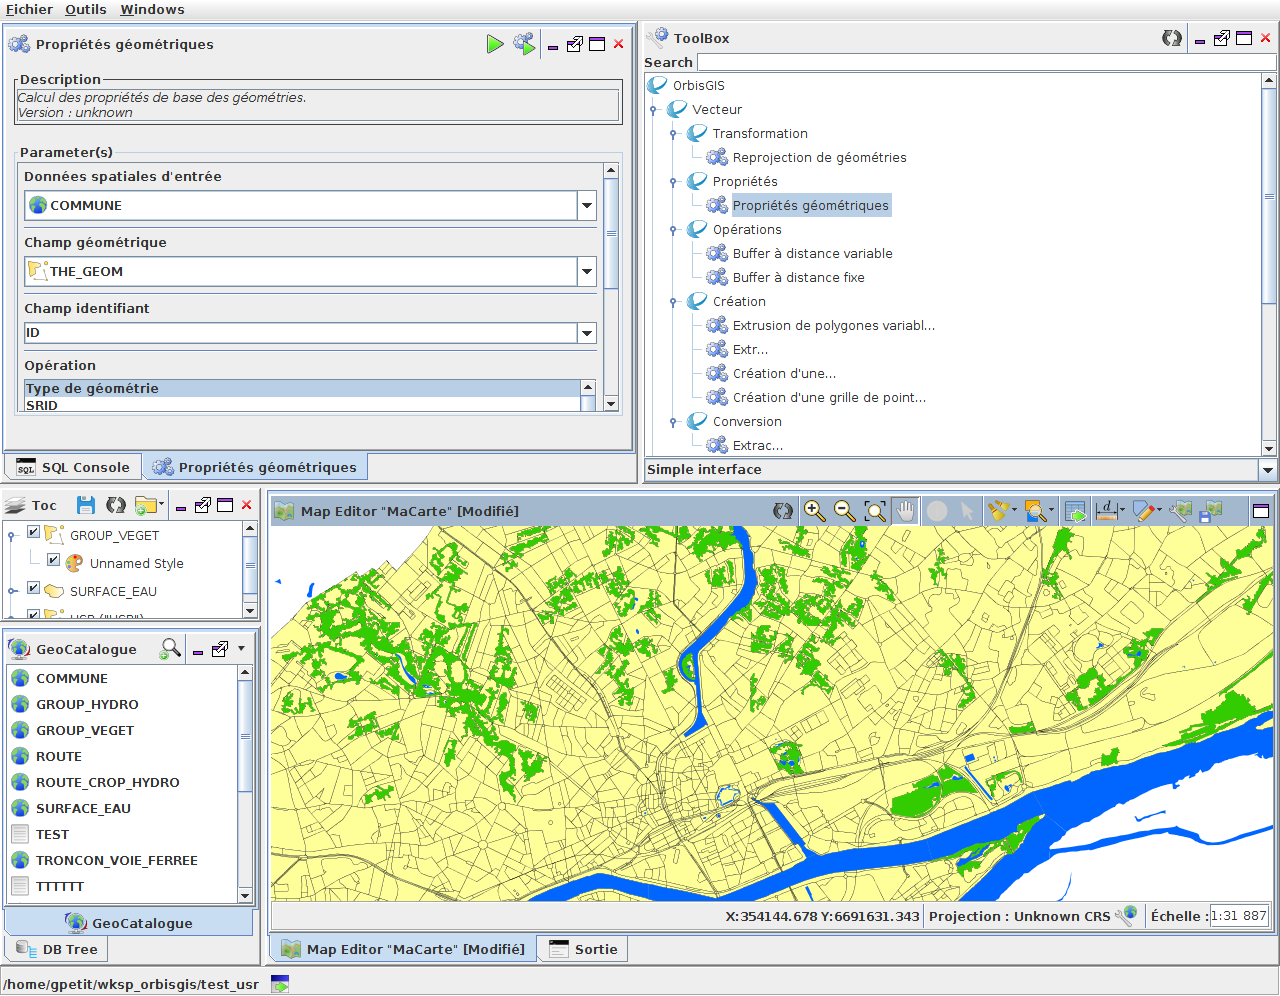 Fichier Outils Windows
Propriétés géométriques
Description
Calcul des propriétés de base des géométries.
Version : unknown
Parameter(s)
Données spatiales d'entrée
COMMUNE
Champ géométrique
THE_GEOM
Champ identifiant
ID
Opération
Type de géométrie
SRID
SQL Console
Propriétés géométriques
ToolBox
Search
OrbisGIS
Vecteur
Transformation
Reprojection de géométries
Propriétés
Propriétés géométriques
Opérations
Buffer à distance variable
Buffer à distance fixe
Création
Extrusion de polygones variabl...
Extr...
Création d'une...
Création d'une grille de point...
Conversion
Extrac...
Simple interface
Toc
GROUP_VEGET
Unnamed Style
SURFACE_EAU
GeoCatalogue
COMMUNE
GROUP_HYDRO
GROUP_VEGET
ROUTE
ROUTE_CROP_HYDRO
SURFACE_EAU
TEST
TRONCON_VOIE_FERREE
TTTTTT
GeoCatalogue
DB Tree
Map Editor "MaCarte" [Modifié]
X:354144.678 Y:6691631.343 Projection : Unknown CRS Échelle : 1:31 887
Map Editor "MaCarte" [Modifié]
Sortie
/home/gpetit/wksp_orbisgis/test_usr